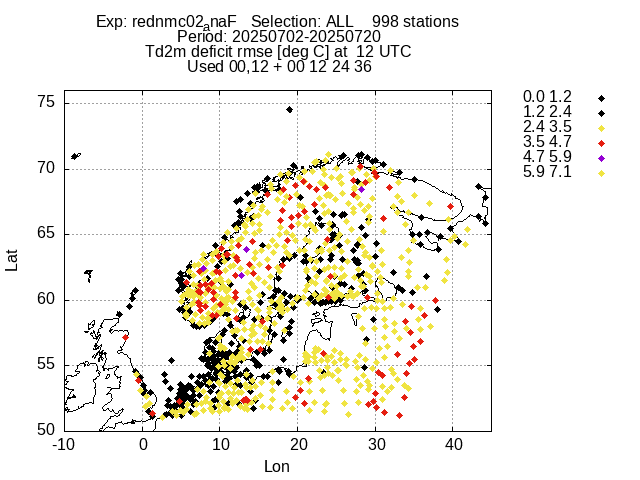 Exp: rednmc02anaF Selection: ALL 998 stations
Period: 20250702-20250720
Td2m deficit rmse [deg C] at 12 UTC
Used 00,12 + 00 12 24 36
0.0 1.2
1.2 2.4
2.4 3.5
3.5 4.7
4.7 5.9
5.9 7.1
75
70
65
60
55
50
Lat
-10 0 10 20 30 40
Lon